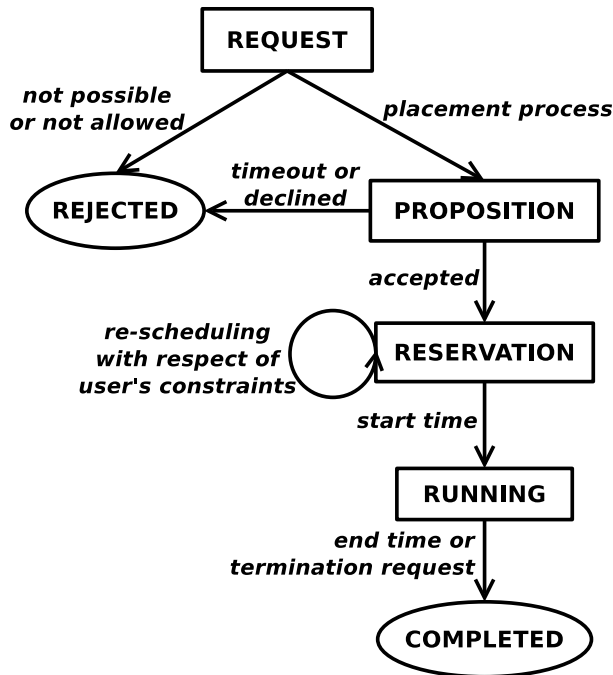 REQUEST
not possible
or not allowed
placement process
timeout or
declined
REJECTED
PROPOSITION
accepted
re-scheduling
with respect of
user's constraints
RESERVATION
start time
RUNNING
end time or
termination request
COMPLETED